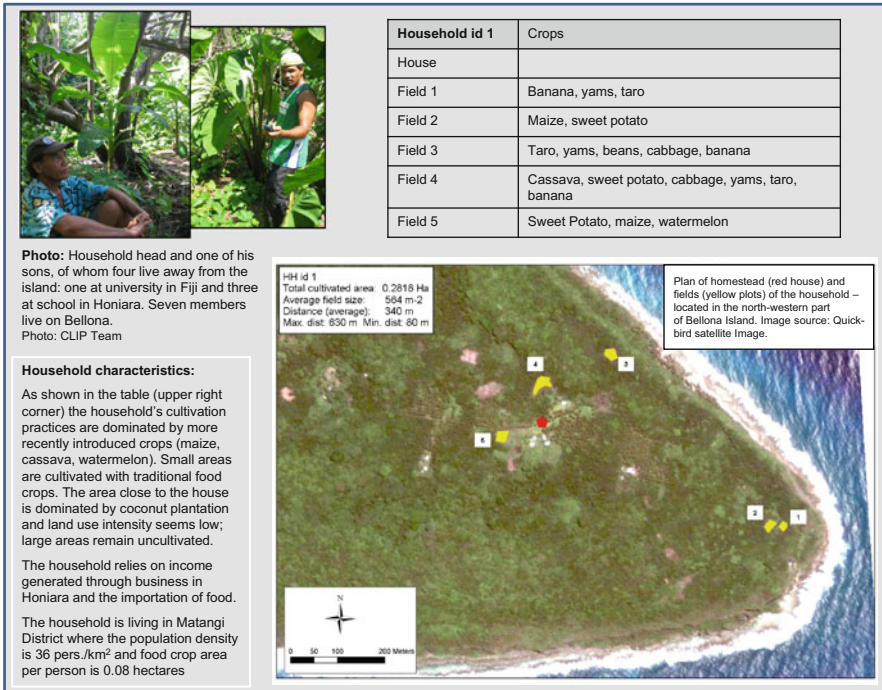 Household id 1 Crops
House
Field 1 Banana, yams, taro
Field 2 Maize, sweet potato
Field 3 Taro, yams, beans, cabbage, banana
Field 4 Cassava, sweet potato, cabbage, yams, taro,
banana
Field 5 Sweet Potato, maize, watermelon
Photo: Household head and one of his
sons, of whom four live away from the
island: one at university in Fiji and three
at school in Honiara. Seven members
live on Bellona.
Photo: CLIP Team
Household characteristics:
As shown in the table (upper right
corner) the household's cultivation
practices are dominated by more
recently introduced crops (maize,
cassava, watermelon). Small areas
are cultivated with traditional food
crops. The area close to the house
is dominated by coconut plantation
and land use intensity seems low;
large areas remain uncultivated.
The household relies on income
generated through business in
Honiara and the importation of food.
The household is living in Matangi
District where the population density
is 36 pers./km² and food crop area
per person is 0.08 hectares
HH id 1
Total cultivated area: 0.2818 Ha
Average field size: 564 m-2
Distance (average): 340 m
Max. dist: 630 m Min. dist: 80 m
Plan of homestead (red house) and
fields (yellow plots) of the household –
located in the north-western part
of Bellona Island. Image source: Quick-
bird satellite Image.
4
3
5
2
1
N
0 50 100 200 Meters